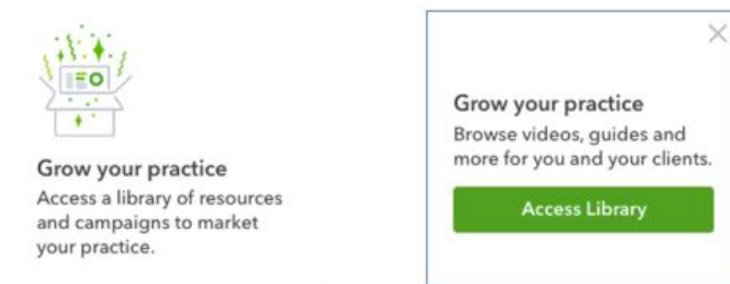 Grow your practice
Access a library of resources
and campaigns to market
your practice.
Grow your practice
Browse videos, guides and
more for you and your clients.
Access Library